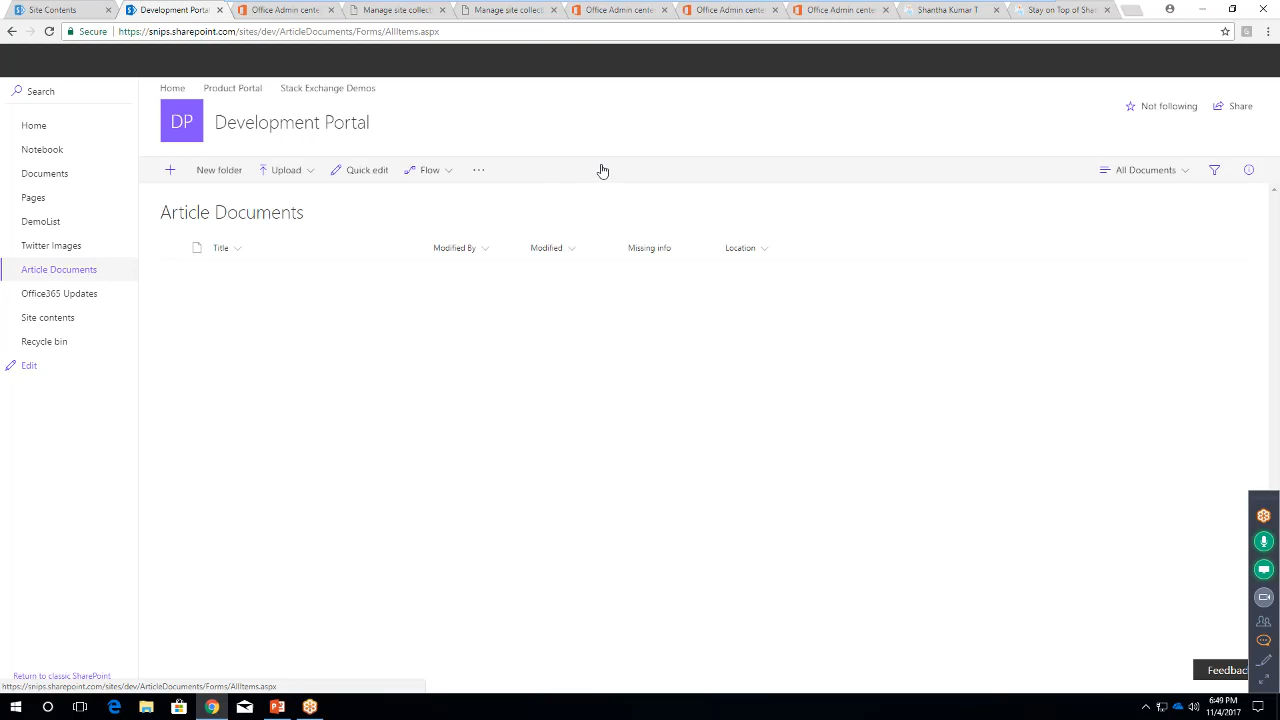 Site Contents
Development Porta
Office Admin cente
Manage site collecti
Manage site collecti
Office Admin cente
Office Admin cente
Office Admin cente
Shantha Kumar T
Stay on Top of Shar
Secure
https://snips.sharepoint.com/sites/dev/ArticleDocuments/Forms/AllItems.aspx
Search
Home
Notebook
Documents
Pages
DemoList
Twitter Images
Article Documents
Office365 Updates
Site contents
Recycle bin
Edit
Return to classic SharePoint
Home Product Portal Stack Exchange Demos
DP
Development Portal
Not following
Share
New folder
Upload
Quick edit
Flow
All Documents
Article Documents
Title Modified By Modified Missing info Location
Feedbac
https://snips.sharepoint.com/sites/dev/ArticleDocuments/Forms/AllItems.aspx
6:49 PM
11/4/2017